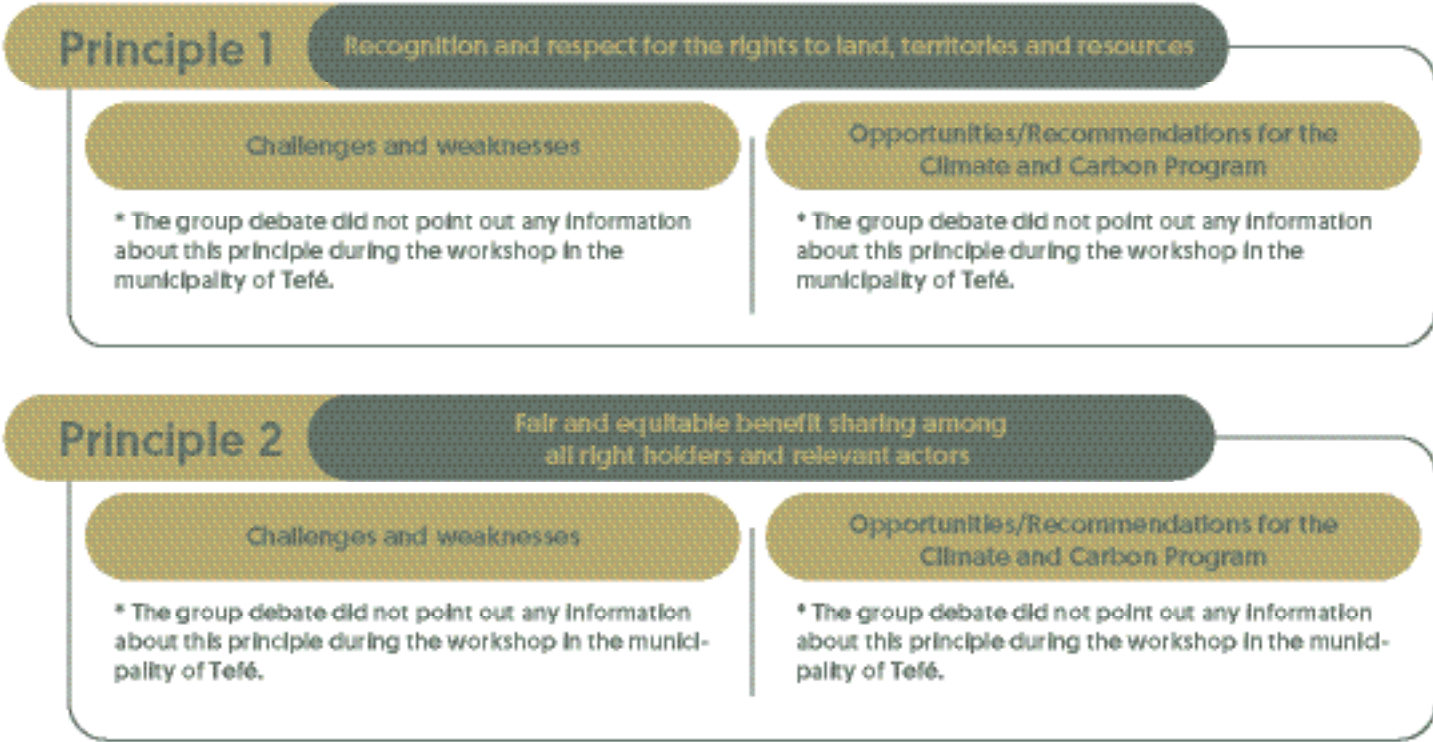 Principle 1
Recognition and respect for the rights to land, territories and resources
Challenges and weaknesses
* The group debate did not point out any information
about this principle during the workshop in the
municipality of Tefé.
Opportunities/Recommendations for the
Climate and Carbon Program
* The group debate did not point out any information
about this principle during the workshop in the
municipality of Tefé.
Principle 2
Fair and equitable benefit sharing among
all right holders and relevant actors
Challenges and weaknesses
* The group debate did not point out any information
about this principle during the workshop in the munici-
pality of Tefé.
Opportunities/Recommendations for the
Climate and Carbon Program
* The group debate did not point out any information
about this principle during the workshop in the munici-
pality of Tefé.